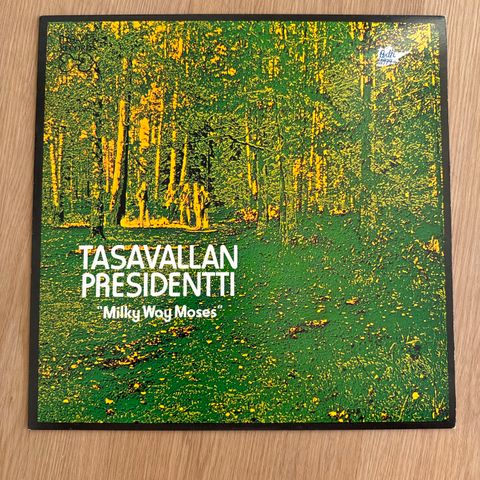 TASAVALLAN
PRESIDENTTI
"Milky Way Moses"